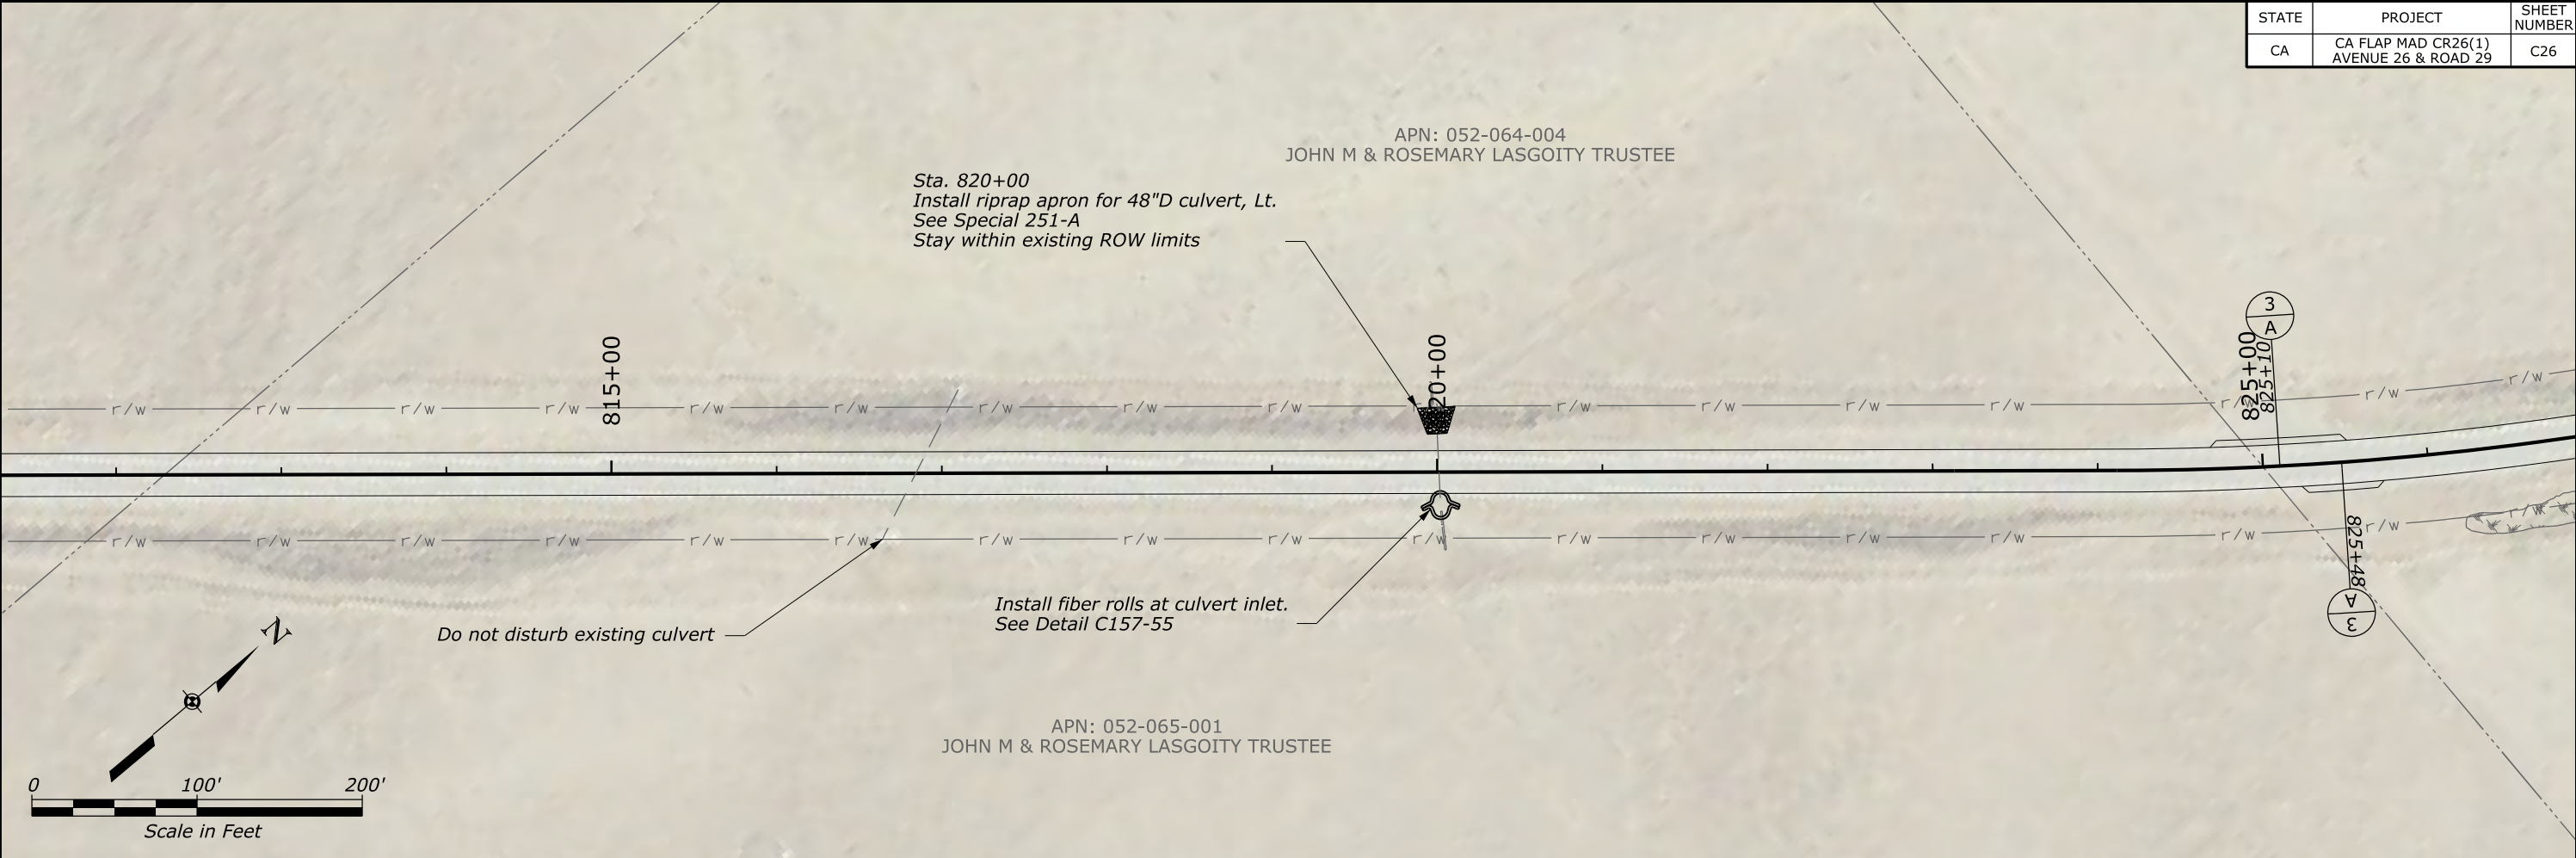 STATE
PROJECT
SHEET
NUMBER
CA
CA FLAP MAD CR26(1)
AVENUE 26 & ROAD 29
C26
APN: 052-064-004
JOHN M & ROSEMARY LASGOITY TRUSTEE
Sta. 820+00
Install riprap apron for 48"D culvert, Lt.
See Special 251-A
Stay within existing ROW limits
3
A
815+00
820+00
825+00
825+10
r/w r/w r/w r/w r/w r/w r/w r/w r/w r/w r/w r/w r/w r/w r/w r/w r/w
r/w r/w r/w r/w r/w r/w r/w r/w r/w r/w r/w r/w r/w r/w r/w r/w r/w
825+48
A
3
Install fiber rolls at culvert inlet.
See Detail C157-55
Do not disturb existing culvert
N
APN: 052-065-001
JOHN M & ROSEMARY LASGOITY TRUSTEE
0 100' 200'
Scale in Feet